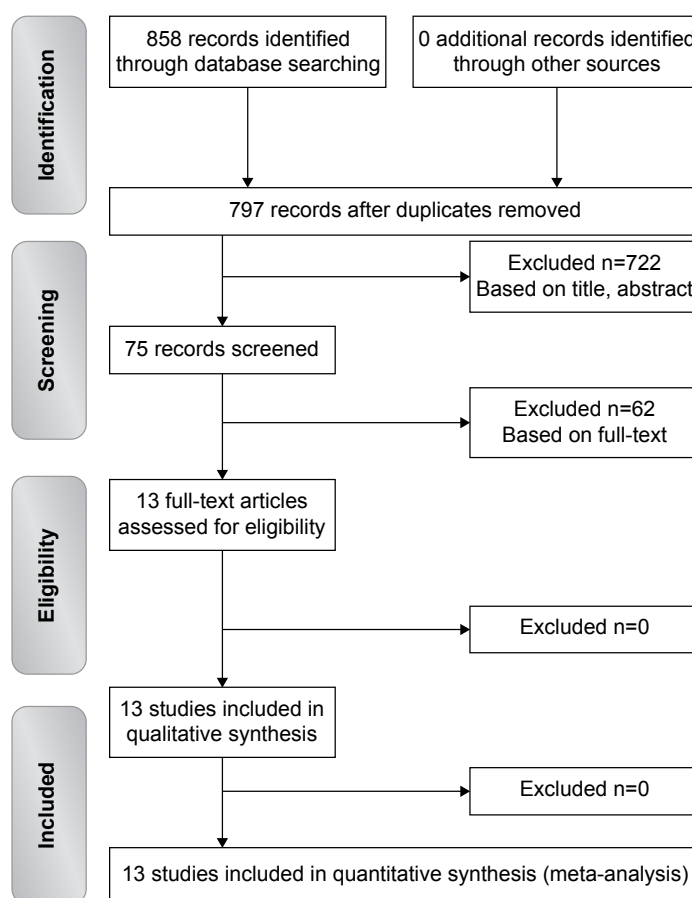 Identification
858 records identified
through database searching
0 additional records identified
through other sources
797 records after duplicates removed
Screening
Excluded n=722
Based on title, abstract
75 records screened
Excluded n=62
Based on full-text
Eligibility
13 full-text articles
assessed for eligibility
Excluded n=0
Included
13 studies included in
qualitative synthesis
Excluded n=0
13 studies included in quantitative synthesis (meta-analysis)